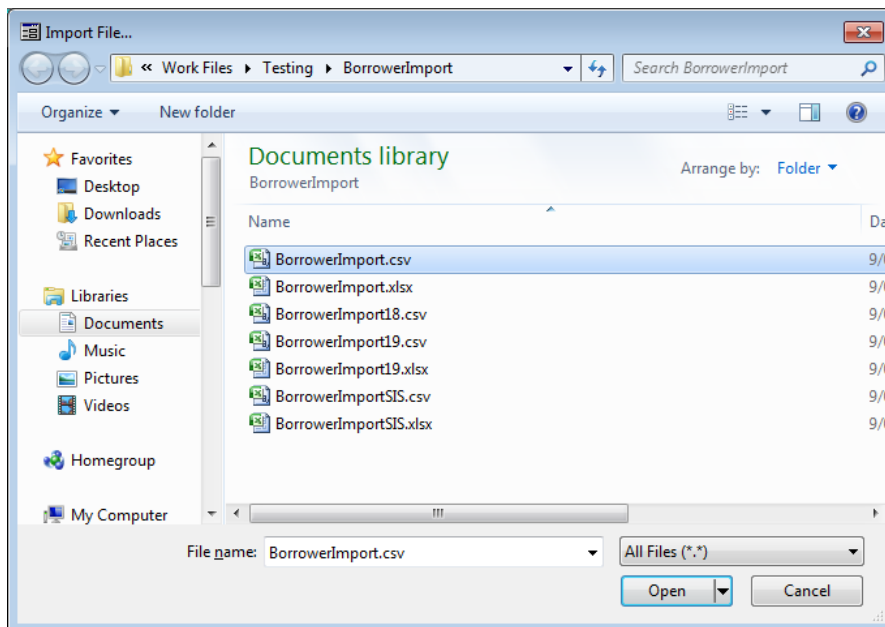 Import File...
« Work Files Testing BorrowerImport
Search BorrowerImport
Organize New folder
Favorites
Desktop
Downloads
Recent Places
Libraries
Documents
Music
Pictures
Videos
Homegroup
My Computer
Documents library
BorrowerImport
Arrange by: Folder
Name
BorrowerImport.csv
BorrowerImport.xlsx
BorrowerImport18.csv
BorrowerImport19.csv
BorrowerImport19.xlsx
BorrowerImportSIS.csv
BorrowerImportSIS.xlsx
File name: BorrowerImport.csv
All Files (*.*)
Open Cancel